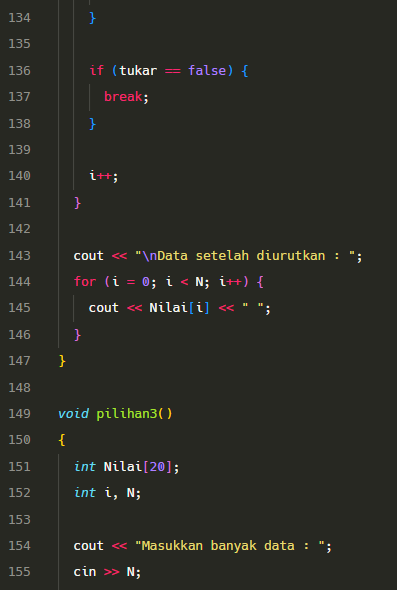 134 }
135
136 if (tukar == false) {
137 break;
138 }
139
140 i++;
141 }
142
143 cout << "\nData setelah diurutkan : ";
144 for (i = 0; i < N; i++) {
145 cout << Nilai[i] << " ";
146 }
147 }
148
149 void pilihan3()
150 {
151 int Nilai[20];
152 int i, N;
153
154 cout << "Masukkan banyak data : ";
155 cin >> N;